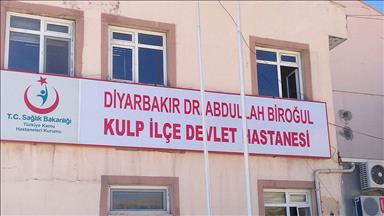 DİYARBAKIR DR. ABDULLAH BİROĞUL
KULP İLÇE DEVLET HASTANESİ
T.C. Sağlık Bakanlığı
Türkiye Kamu
Hastaneleri Kurumu